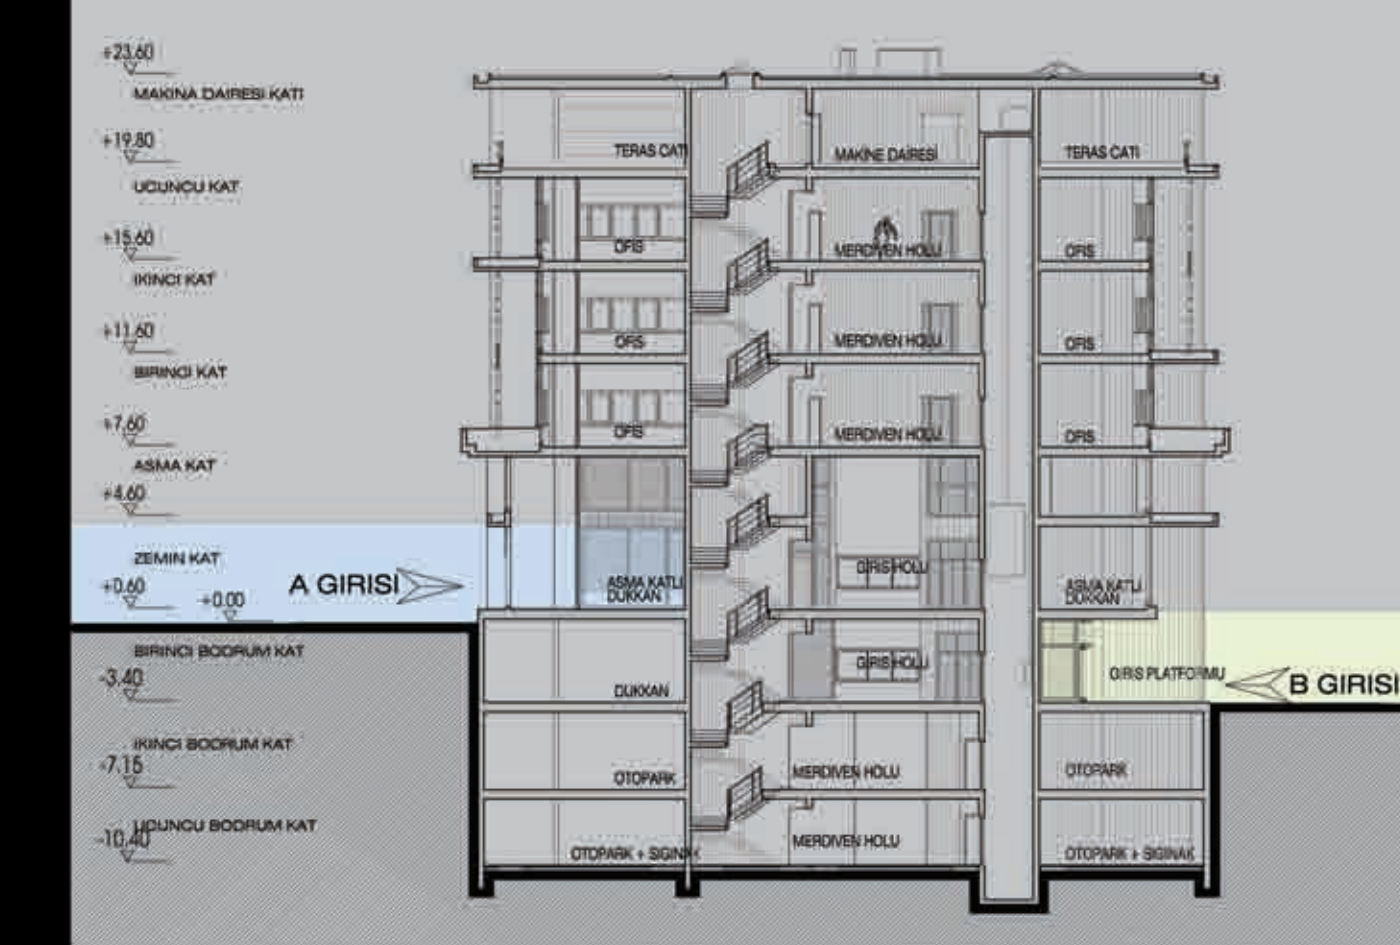 +23.60
MAKINA DAIRESI KATI
+19.80
TERAS CATI
MAKINE DAIRESI
TERAS CATI
UCUNCU KAT
+15.60
OFIS
MERDIVEN HOLU
OFIS
IKINCI KAT
+11.60
OFIS
MERDIVEN HOLU
OFIS
BIRINCI KAT
+7.60
OFIS
MERDIVEN HOLU
OFIS
ASMA KAT
+4.60
ZEMIN KAT
GIRIS HOLU
+0.60
+0.00
A GIRISI
ASMA KATLI
DUKKAN
ASMA KATLI
DUKKAN
BIRINCI BODRUM KAT
-3.40
DUKKAN
GIRIS HOLU
GIRIS PLATFORMU
B GIRISI
IKINCI BODRUM KAT
-7.15
OTOPARK
MERDIVEN HOLU
OTOPARK
UCUNCU BODRUM KAT
-10.40
OTOPARK + SIGINAK
MERDIVEN HOLU
OTOPARK + SIGINAK